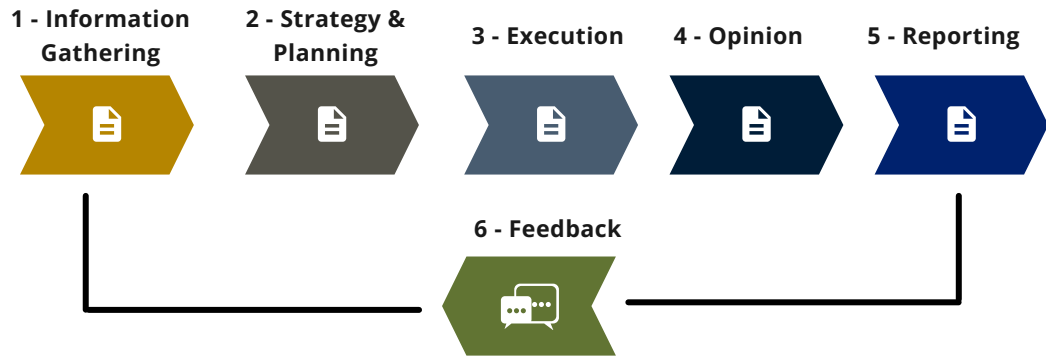 1 - Information
Gathering
2 - Strategy &
Planning
3 - Execution
4 - Opinion
5 - Reporting
6 - Feedback